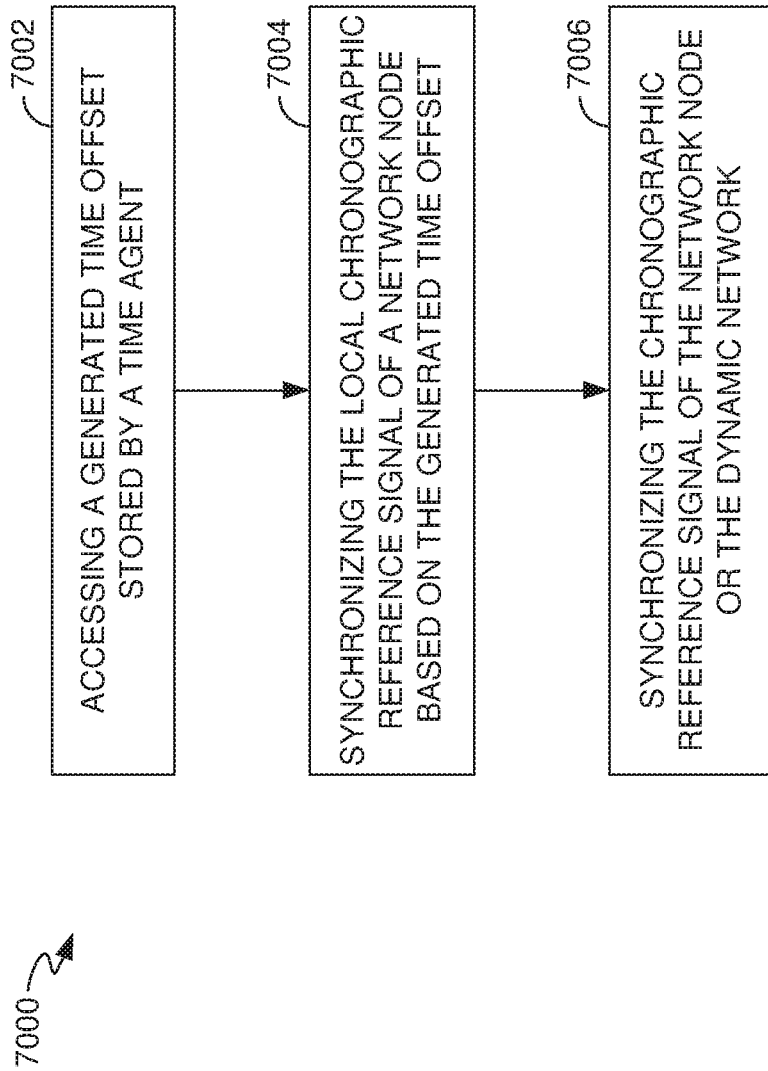 7000
7002
ACCESSING A GENERATED TIME OFFSET
STORED BY A TIME AGENT
7004
SYNCHRONIZING THE LOCAL CHRONOGRAPHIC
REFERENCE SIGNAL OF A NETWORK NODE
BASED ON THE GENERATED TIME OFFSET
7006
SYNCHRONIZING THE CHRONOGRAPHIC
REFERENCE SIGNAL OF THE NETWORK NODE
OR THE DYNAMIC NETWORK